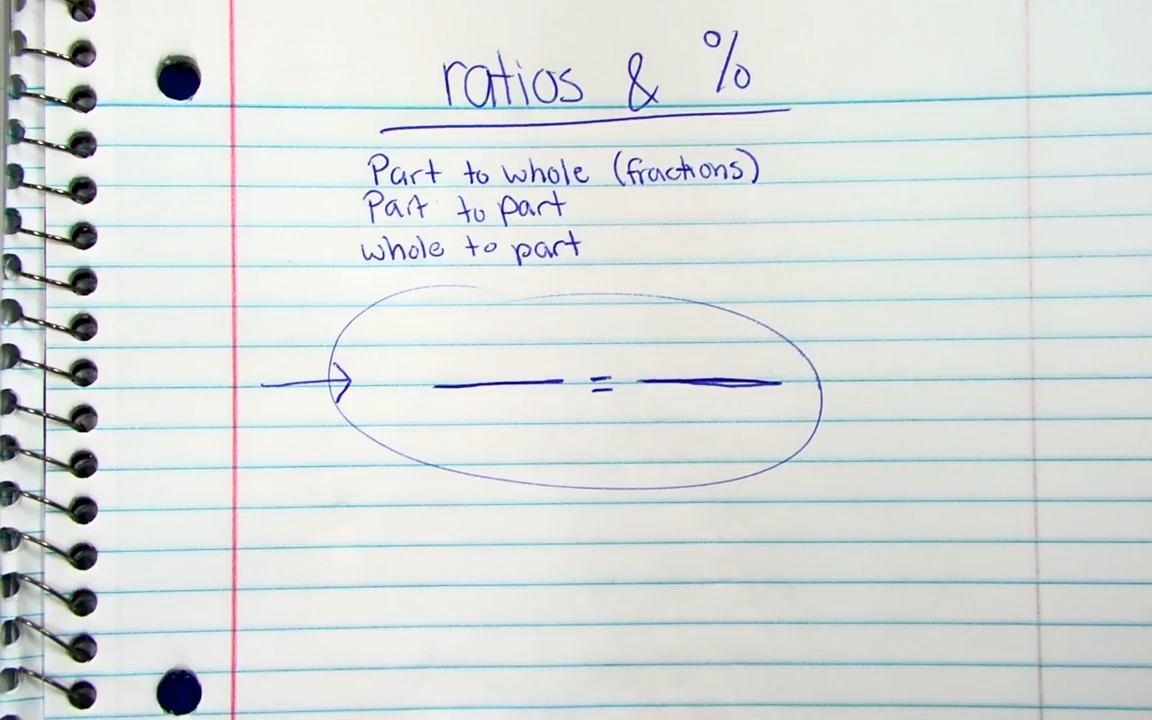 ratios & %
Part to whole (fractions)
Part to part
whole to part
=